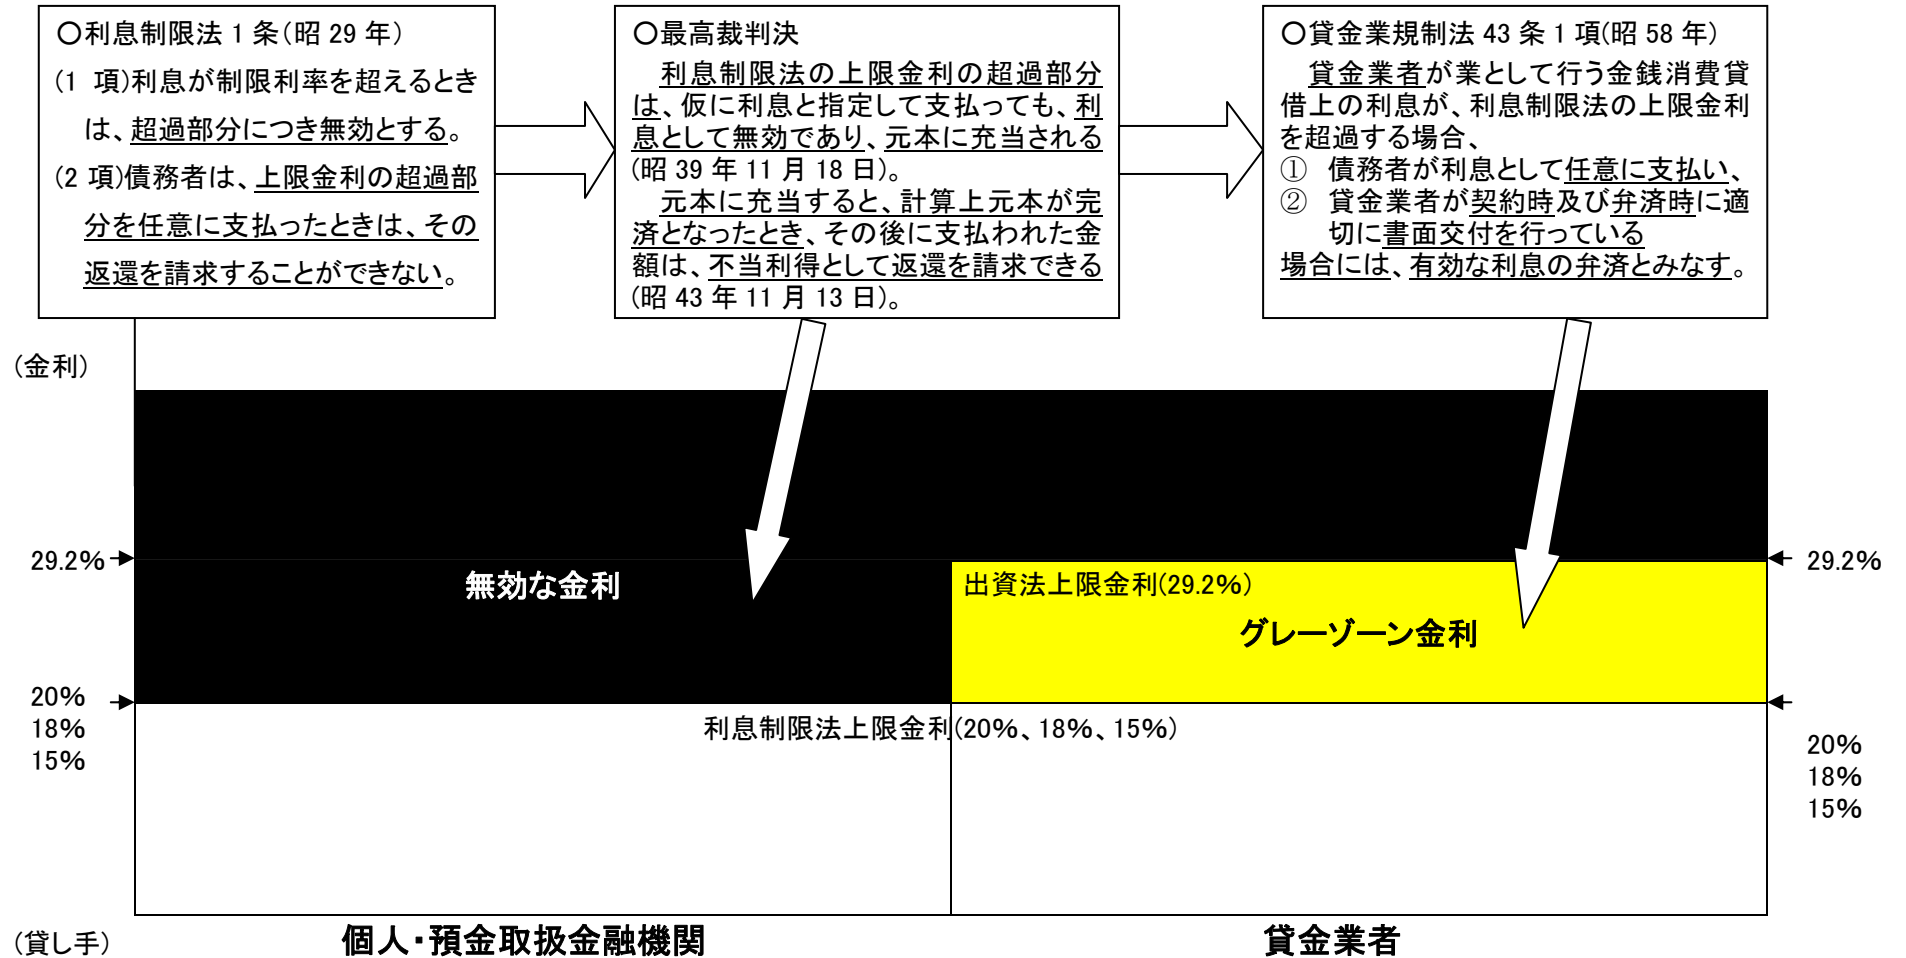 〇利息制限法 1 条(昭 29 年)
(1 項)利息が制限利率を超えるとき
は、超過部分につき無効とする。
(2 項)債務者は、上限金利の超過部
分を任意に支払ったときは、その
返還を請求することができない。
〇最高裁判決
利息制限法の上限金利の超過部分
は、仮に利息と指定して支払っても、利
息として無効であり、元本に充当される
(昭 39 年 11 月 18 日)。
元本に充当すると、計算上元本が完
済となったとき、その後に支払われた金
額は、不当利得として返還を請求できる
(昭 43 年 11 月 13 日)。
〇貸金業規制法 43 条 1 項(昭 58 年)
貸金業者が業として行う金銭消費貸
借上の利息が、利息制限法の上限金利
を超過する場合、
① 債務者が利息として任意に支払い、
② 貸金業者が契約時及び弁済時に適
切に書面交付を行っている
場合には、有効な利息の弁済とみなす。
(金利)
29.2%
無効な金利
出資法上限金利(29.2%)
グレーゾーン金利
29.2%
20%
18%
15%
利息制限法上限金利(20%、18%、15%)
20%
18%
15%
(貸し手)
個人・預金取扱金融機関
貸金業者